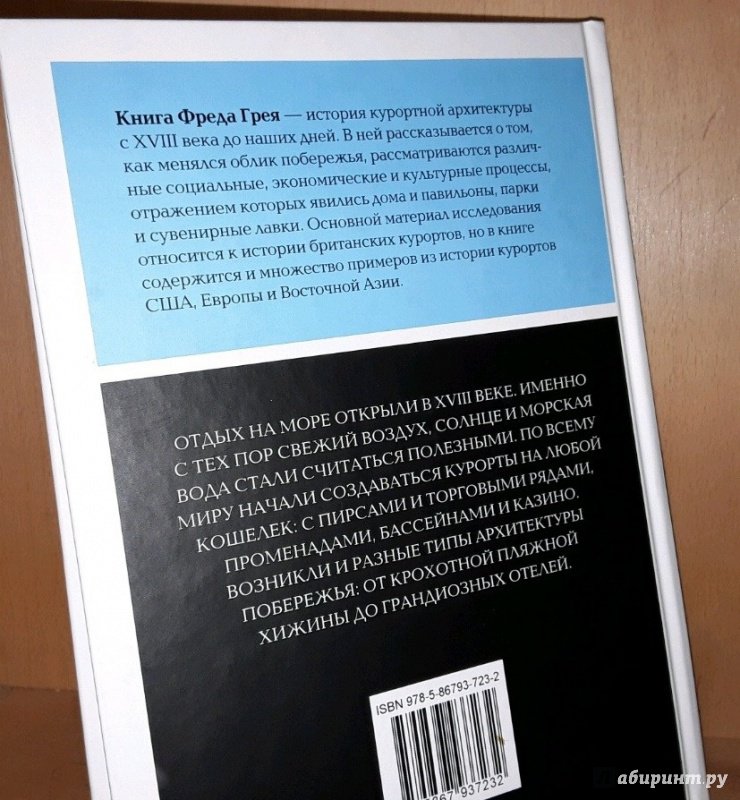 Книга Фреда Грея — история курортной архитектуры
с XVIII века до наших дней. В ней рассказывается о том,
как менялся облик побережья, рассматриваются различ-
ные социальные, экономические и культурные процессы,
отражением которых явились дома и павильоны, парки
и сувенирные лавки. Основной материал исследования
относится к истории британских курортов, но в книге
содержится и множество примеров из истории курортов
США, Европы и Восточной Азии.
ОТДЫХ НА МОРЕ ОТКРЫЛИ В XVIII ВЕКЕ. ИМЕННО
С ТЕХ ПОР СВЕЖИЙ ВОЗДУХ, СОЛНЦЕ И МОРСКАЯ
ВОДА СТАЛИ СЧИТАТЬСЯ ПОЛЕЗНЫМИ. ПО ВСЕМУ
МИРУ НАЧАЛИ СОЗДАВАТЬСЯ КУРОРТЫ НА ЛЮБОЙ
КОШЕЛЕК: С ПИРСАМИ И ТОРГОВЫМИ РЯДАМИ,
ПРОМЕНАДАМИ, БАССЕЙНАМИ И КАЗИНО.
ВОЗНИКЛИ И РАЗНЫЕ ТИПЫ АРХИТЕКТУРЫ
ПОБЕРЕЖЬЯ: ОТ КРОХОТНОЙ ПЛЯЖНОЙ
ХИЖИНЫ ДО ГРАНДИОЗНЫХ ОТЕЛЕЙ.
ISBN 978-5-86793-723-2
937232
абиринт.ру